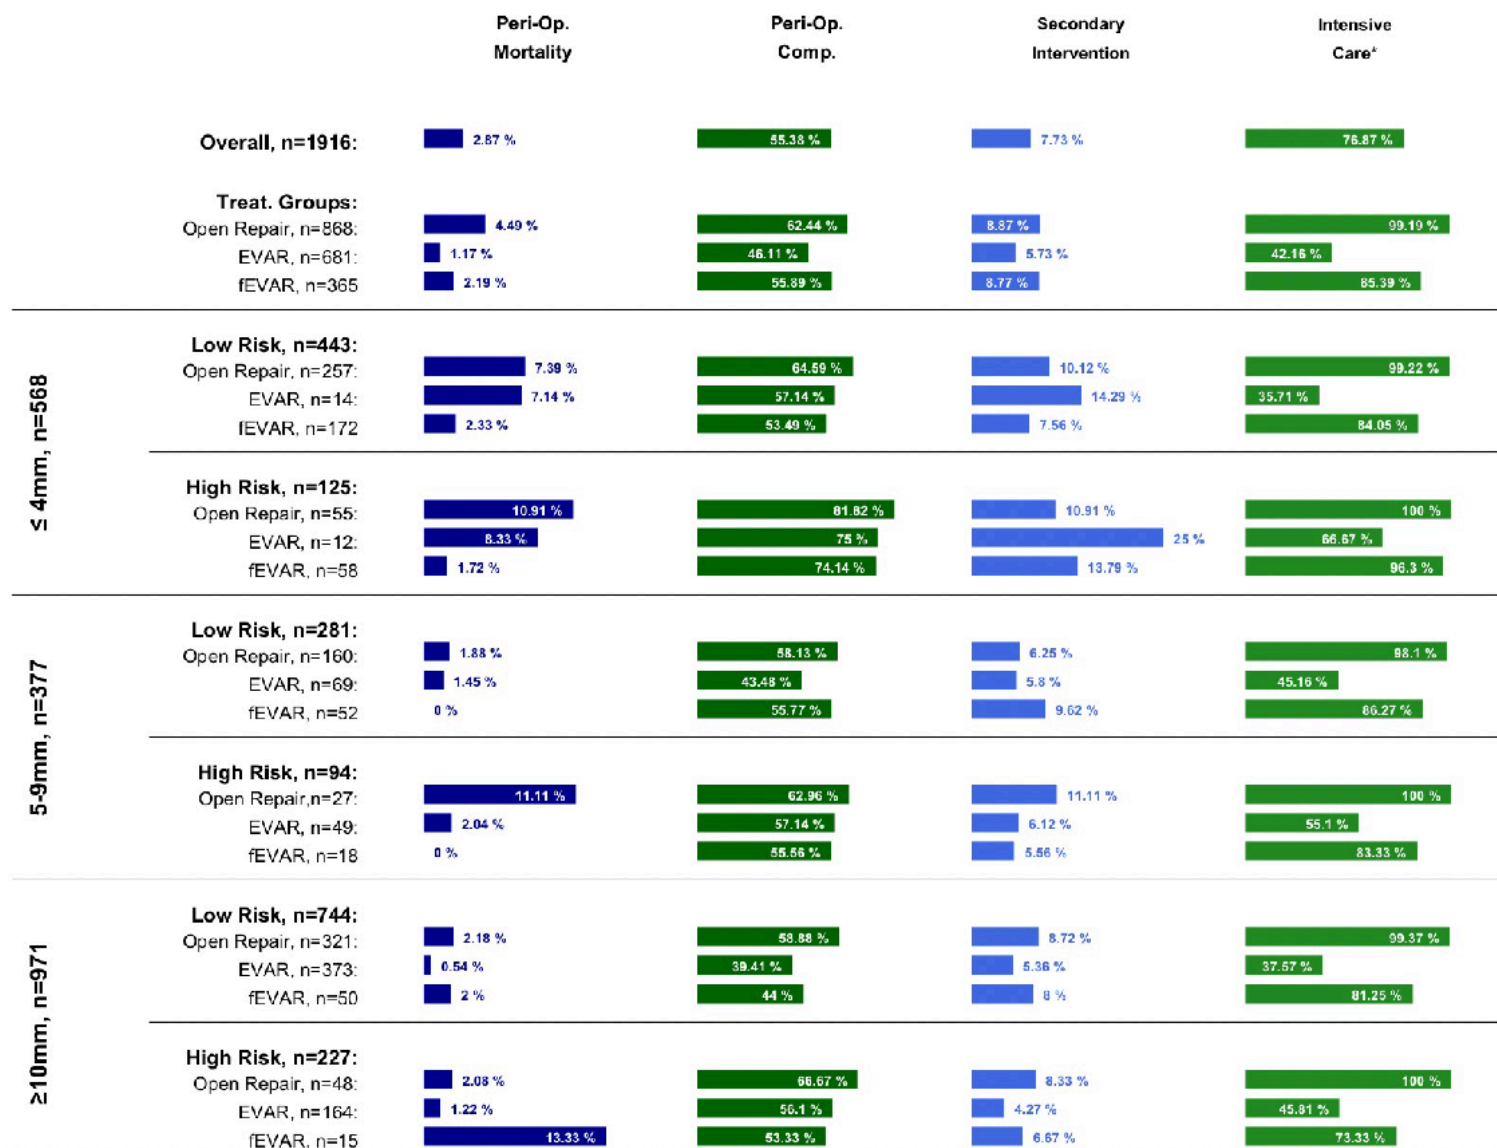 Peri-Op. Mortality Peri-Op. Comp. Secondary Intervention Intensive Care*
Overall, n=1916: 2.87 % 55.38 % 7.73 % 76.87 %
Treat. Groups:
Open Repair, n=868: 4.49 % 62.44 % 8.87 % 99.19 %
EVAR, n=681: 1.17 % 46.11 % 5.73 % 42.16 %
fEVAR, n=365 2.19 % 55.89 % 8.77 % 85.39 %
≤ 4mm, n=568
Low Risk, n=443:
Open Repair, n=257: 7.39 % 64.59 % 10.12 % 99.22 %
EVAR, n=14: 7.14 % 57.14 % 14.29 % 35.71 %
fEVAR, n=172 2.33 % 53.49 % 7.56 % 84.05 %
High Risk, n=125:
Open Repair, n=55: 10.91 % 81.82 % 10.91 % 100 %
EVAR, n=12: 8.33 % 75 % 25 % 66.67 %
fEVAR, n=58 1.72 % 74.14 % 13.79 % 96.3 %
5-9mm, n=377
Low Risk, n=281:
Open Repair, n=160: 1.88 % 58.13 % 6.25 % 98.1 %
EVAR, n=69: 1.45 % 43.48 % 5.8 % 45.16 %
fEVAR, n=52 0 % 55.77 % 9.62 % 86.27 %
High Risk, n=94:
Open Repair,n=27: 11.11 % 62.96 % 11.11 % 100 %
EVAR, n=49: 2.04 % 57.14 % 6.12 % 55.1 %
fEVAR, n=18 0 % 55.56 % 5.56 % 83.33 %
≥10mm, n=971
Low Risk, n=744:
Open Repair, n=321: 2.18 % 58.88 % 8.72 % 99.37 %
EVAR, n=373: 0.54 % 39.41 % 5.36 % 37.57 %
fEVAR, n=50 2 % 44 % 8 % 81.25 %
High Risk, n=227:
Open Repair, n=48: 2.08 % 66.67 % 8.33 % 100 %
EVAR, n=164: 1.22 % 56.1 % 4.27 % 45.81 %
fEVAR, n=15 13.33 % 53.33 % 6.67 % 73.33 %